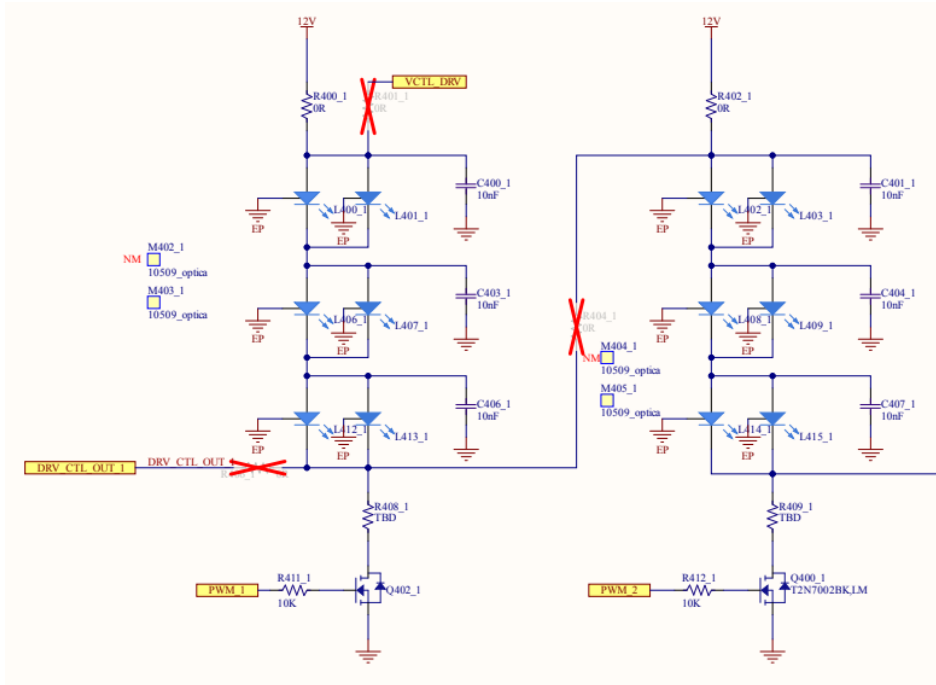 12V
12V
VCTL_DRV
R400_1
0R
R401_1
0R
R402_1
0R
C400_1
10nF
C401_1
10nF
L400_1
L401_1
L402_1
L403_1
EP
EP
EP
EP
M402_1
NM
10509_optica
M403_1
10509_optica
C403_1
10nF
C404_1
10nF
L406_1
L407_1
R404_1
0R
L408_1
L409_1
EP
EP
EP
EP
M404_1
NM
10509_optica
M405_1
10509_optica
C406_1
10nF
C407_1
10nF
L412_1
L413_1
L414_1
L415_1
EP
EP
EP
EP
DRV_CTL_OUT_1
DRV_CTL_OUT
R408_1
TBD
R409_1
TBD
PWM_1
R411_1
10K
Q402_1
PWM_2
R412_1
10K
Q400_1
T2N7002BK,LM